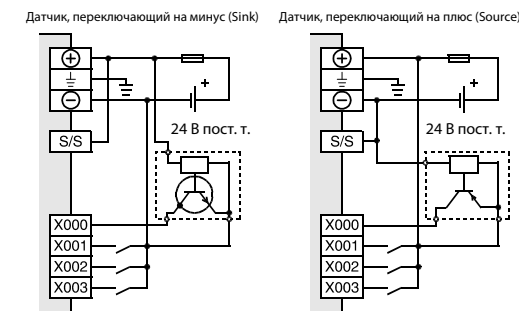 Датчик, переключающий на минус (Sink)
+
−
+
24 В пост. т.
S/S
X000
X001
X002
X003
Датчик, переключающий на плюс (Source)
+
−
+
24 В пост. т.
S/S
X000
X001
X002
X003